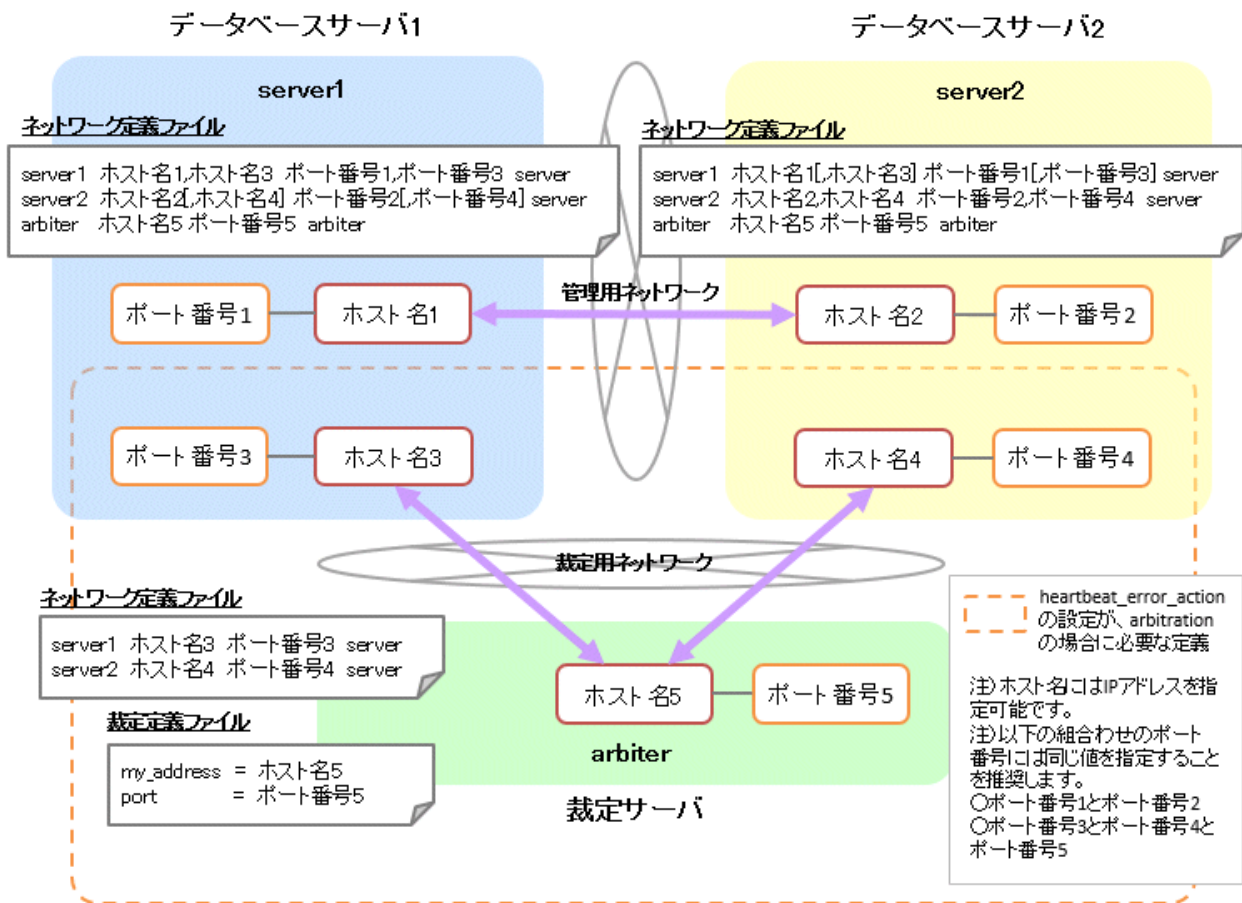 データベースサーバ1
データベースサーバ2
server1
server2
ネットワーク定義ファイル
server1 ホスト名1,ホスト名3 ポート番号1,ポート番号3 server
server2 ホスト名2[,ホスト名4] ポート番号2[,ポート番号4] server
arbiter ホスト名5 ポート番号5 arbiter
ネットワーク定義ファイル
server1 ホスト名1[,ホスト名3] ポート番号1[,ポート番号3] server
server2 ホスト名2,ホスト名4 ポート番号2,ポート番号4 server
arbiter ホスト名5 ポート番号5 arbiter
管理用ネットワーク
ポート番号1
ホスト名1
ホスト名2
ポート番号2
ポート番号3
ホスト名3
ホスト名4
ポート番号4
裁定用ネットワーク
ネットワーク定義ファイル
server1 ホスト名3 ポート番号3 server
server2 ホスト名4 ポート番号4 server
裁定定義ファイル
my_address = ホスト名5
port = ポート番号5
ホスト名5
ポート番号5
arbiter
裁定サーバ
heartbeat_error_action
の設定が、arbitration
の場合に必要な定義
注)ホスト名にはIPアドレスを指
定可能です。
注)以下の組合わせのポート
番号には同じ値を指定すること
を推奨します。
○ポート番号1とポート番号2
○ポート番号3とポート番号4と
ポート番号5